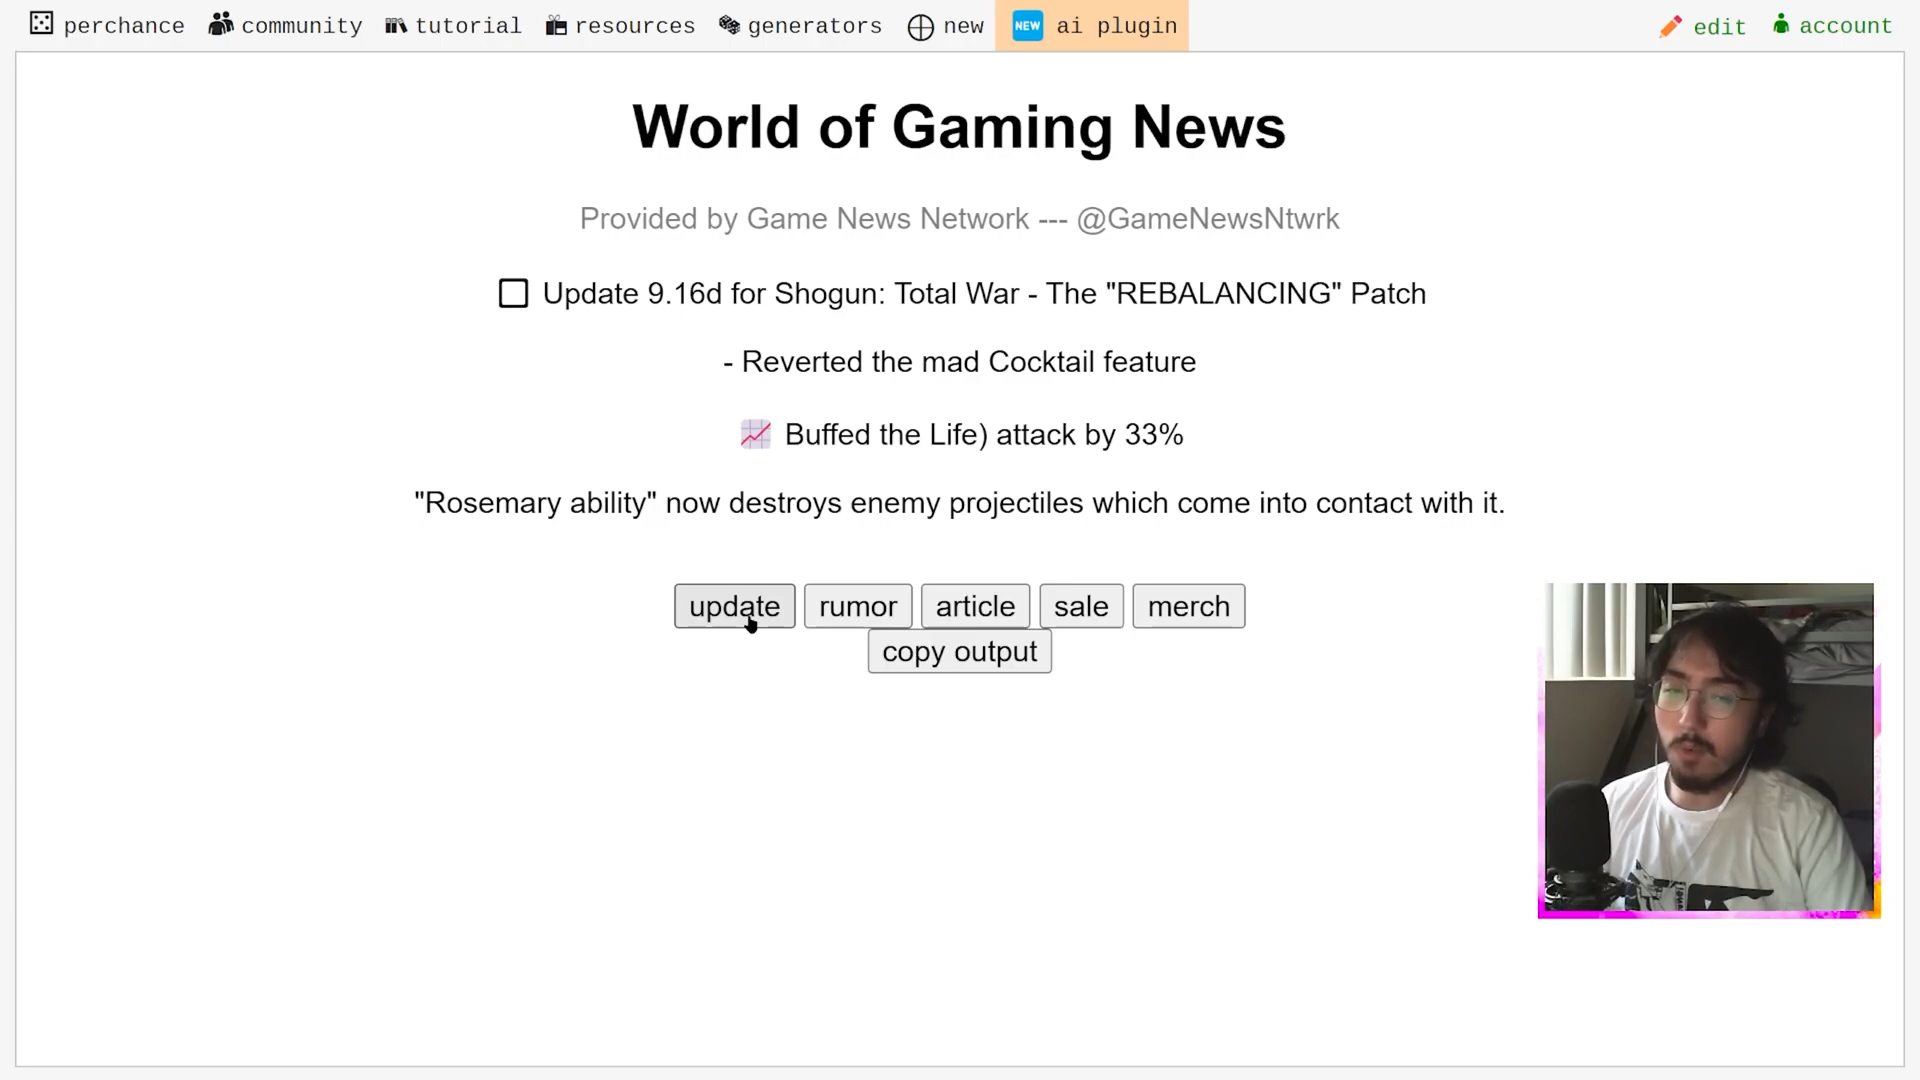 perchance community tutorial resources generators new NEW ai plugin edit account
World of Gaming News
Provided by Game News Network --- @GameNewsNtwrk
Update 9.16d for Shogun: Total War - The "REBALANCING" Patch
- Reverted the mad Cocktail feature
Buffed the Life) attack by 33%
"Rosemary ability" now destroys enemy projectiles which come into contact with it.
update rumor article sale merch
copy output